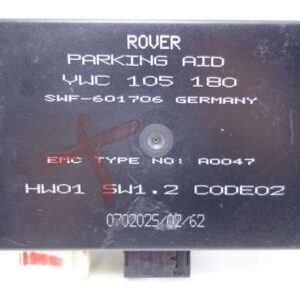 ROVER
PARKING AID
YWC 105 180
SWF-601706 GERMANY
EMC TYPE NO: A0047
HW01 SW1.2 CODE02
0702025/02/62